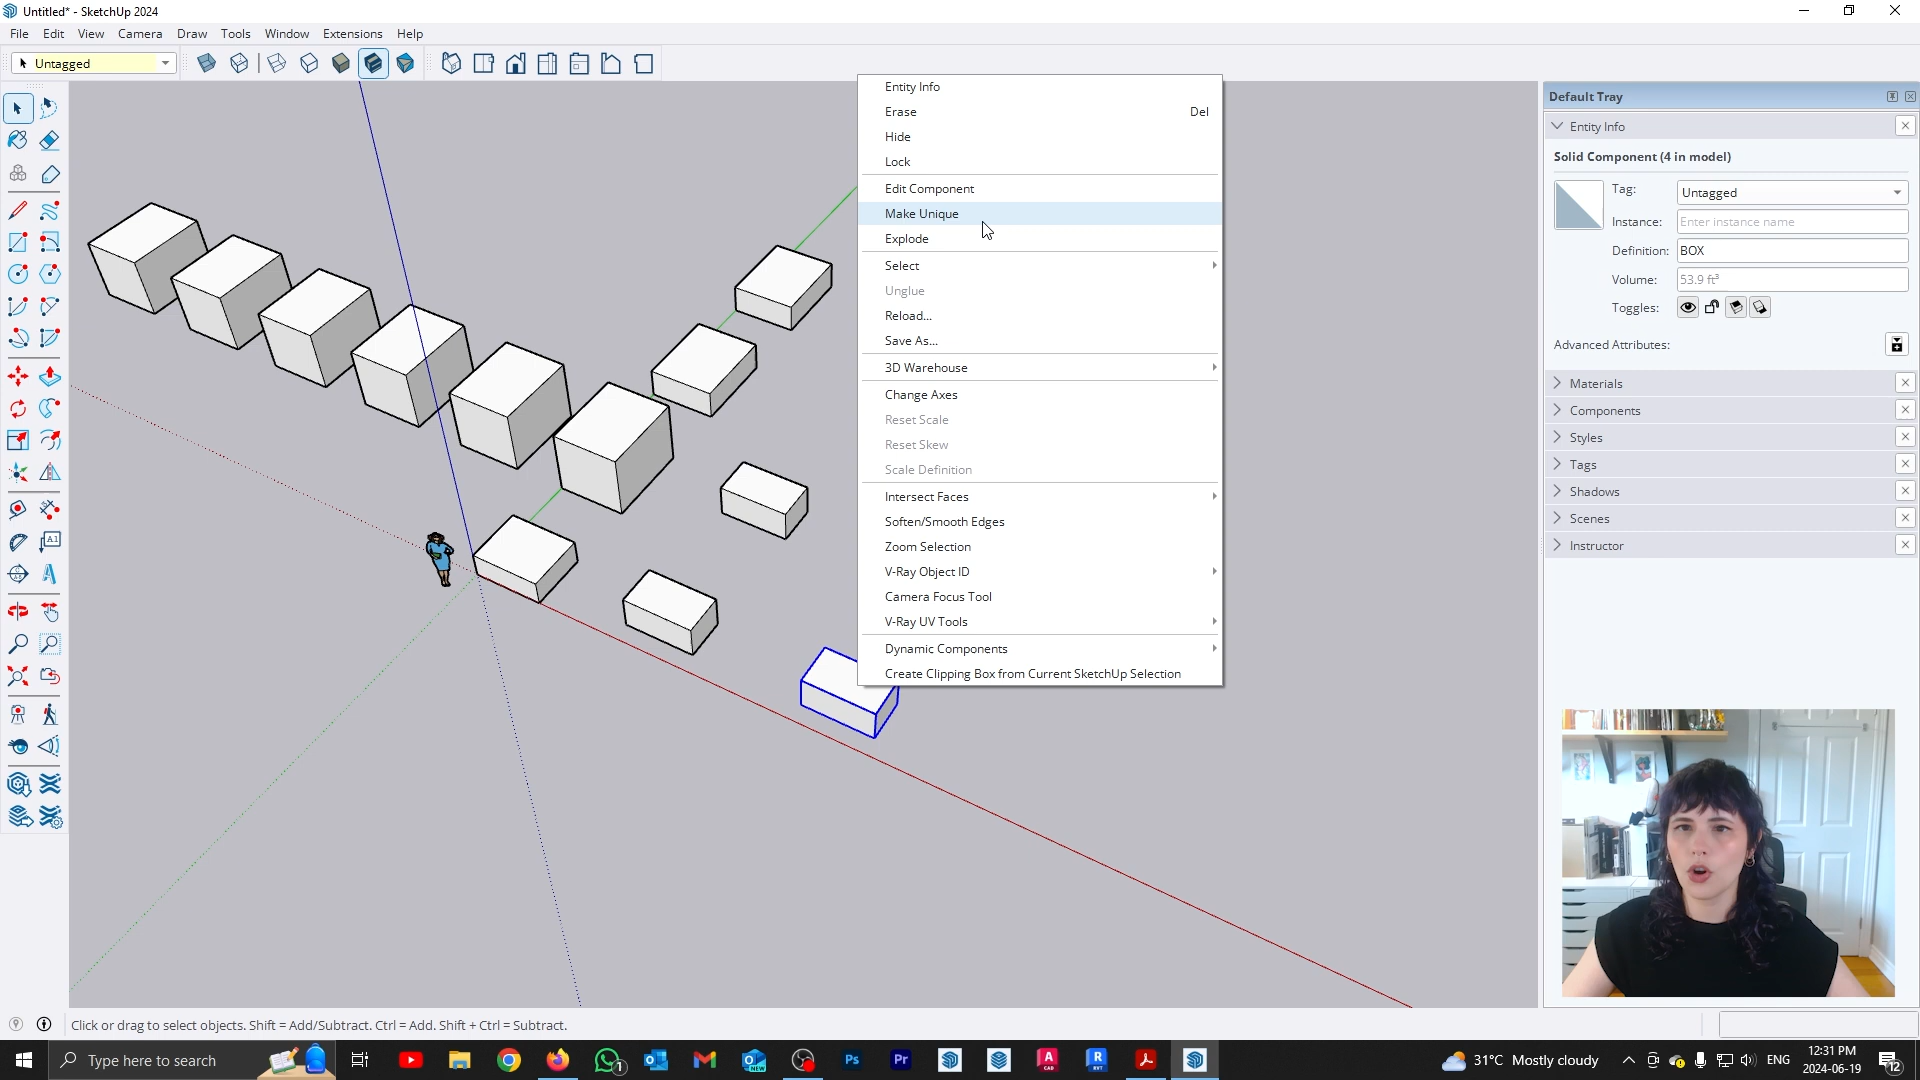 Untitled* - SketchUp 2024
File Edit View Camera Draw Tools Window Extensions Help
Untagged
Entity Info
Erase Del
Hide
Lock
Edit Component
Make Unique
Explode
Select
Unglue
Reload...
Save As...
3D Warehouse
Change Axes
Reset Scale
Reset Skew
Scale Definition
Intersect Faces
Soften/Smooth Edges
Zoom Selection
V-Ray Object ID
Camera Focus Tool
V-Ray UV Tools
Dynamic Components
Create Clipping Box from Current SketchUp Selection
Default Tray
Entity Info
Solid Component (4 in model)
Tag: Untagged
Instance: Enter instance name
Definition: BOX
Volume: 53.9 ft³
Toggles:
Advanced Attributes:
Materials
Components
Styles
Tags
Shadows
Scenes
Instructor
Click or drag to select objects. Shift = Add/Subtract. Ctrl = Add. Shift + Ctrl = Subtract.
Type here to search
31°C Mostly cloudy
ENG
12:31 PM
2024-06-19
12